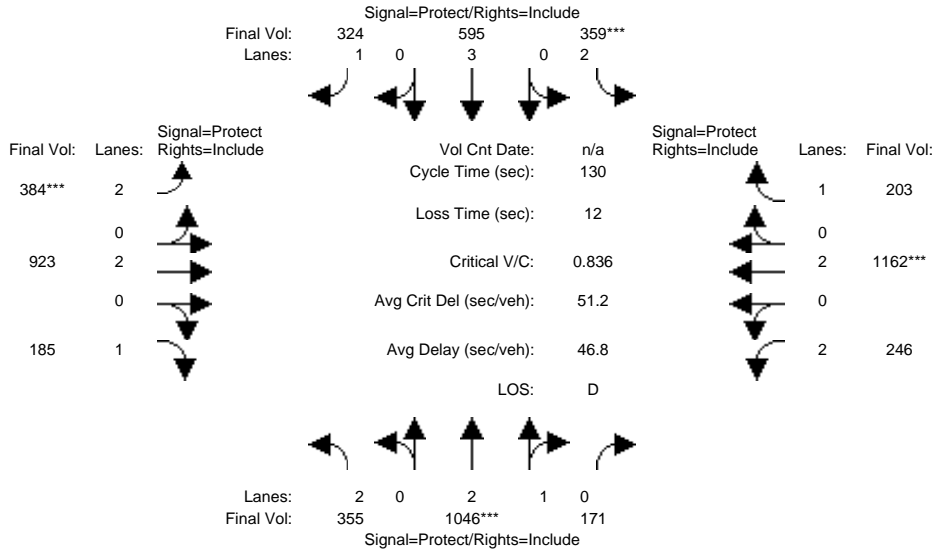 Signal=Protect/Rights=Include
Final Vol: 324 595 359***
Lanes: 1 0 3 0 2
Signal=Protect Signal=Protect
Final Vol: Lanes: Rights=Include Vol Cnt Date: n/a Rights=Include Lanes: Final Vol:
Cycle Time (sec): 130
384*** 2 1 203
Loss Time (sec): 12
0 0
923 2 Critical V/C: 0.836 2 1162***
0 Avg Crit Del (sec/veh): 51.2 0
185 1 Avg Delay (sec/veh): 46.8 2 246
LOS: D
Lanes: 2 0 2 1 0
Final Vol: 355 1046*** 171
Signal=Protect/Rights=Include